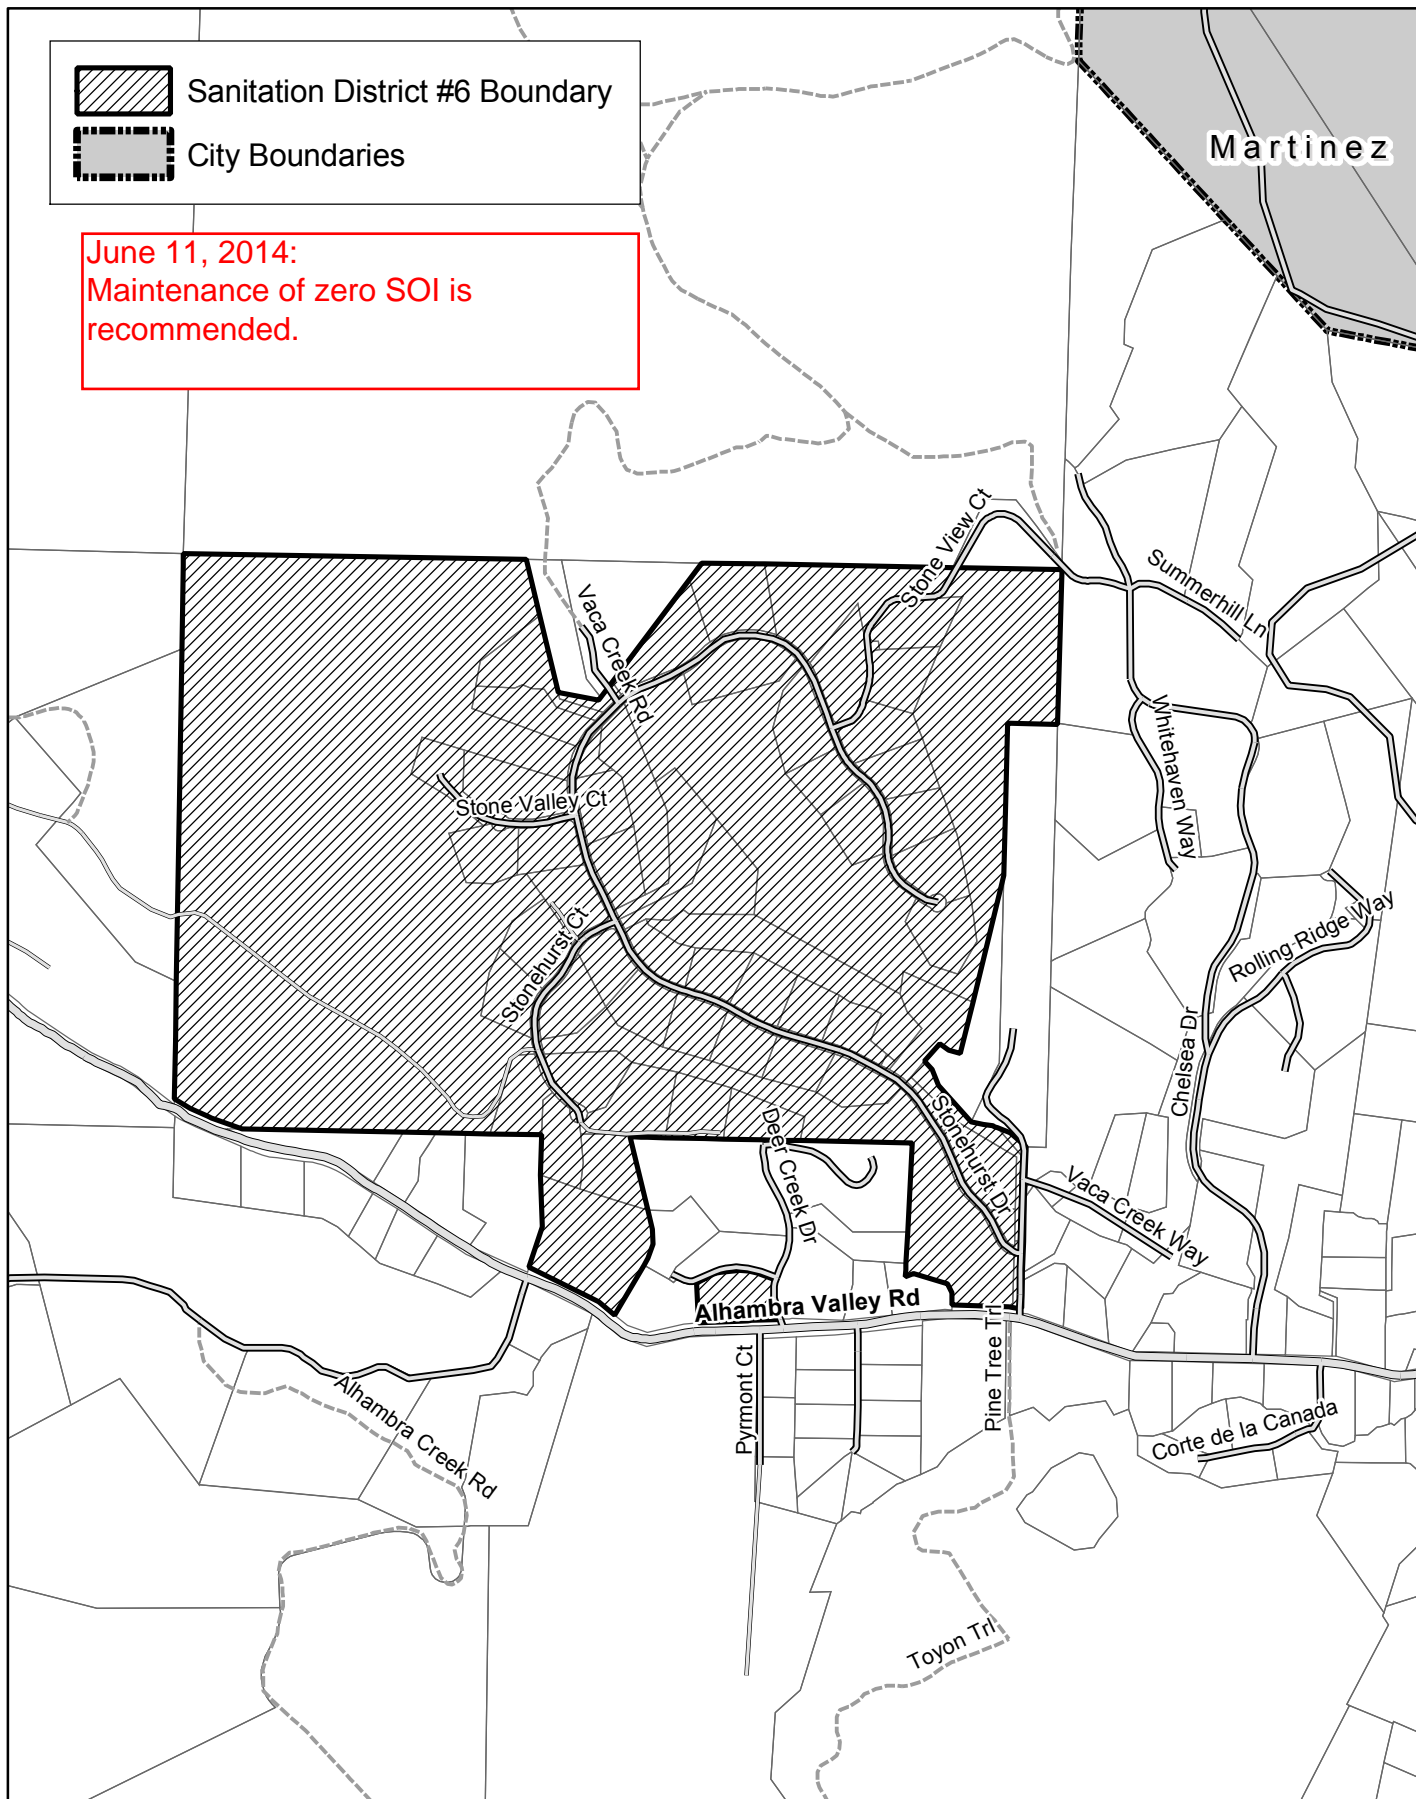 Sanitation District #6 Boundary
City Boundaries
Martinez
June 11, 2014:
Maintenance of zero SOI is
recommended.
Stone View Ct
Summerhill Ln
Vaca Creek Rd
Whitehaven Way
Stone Valley Ct
Rolling Ridge Way
Stonehurst Ct
Chelsea Dr
Stonehurst Dr
Deer Creek Dr
Vaca Creek Way
Alhambra Valley Rd
Pine Tree Trl
Pyrmont Ct
Alhambra Creek Rd
Corte de la Canada
Toyon Trl